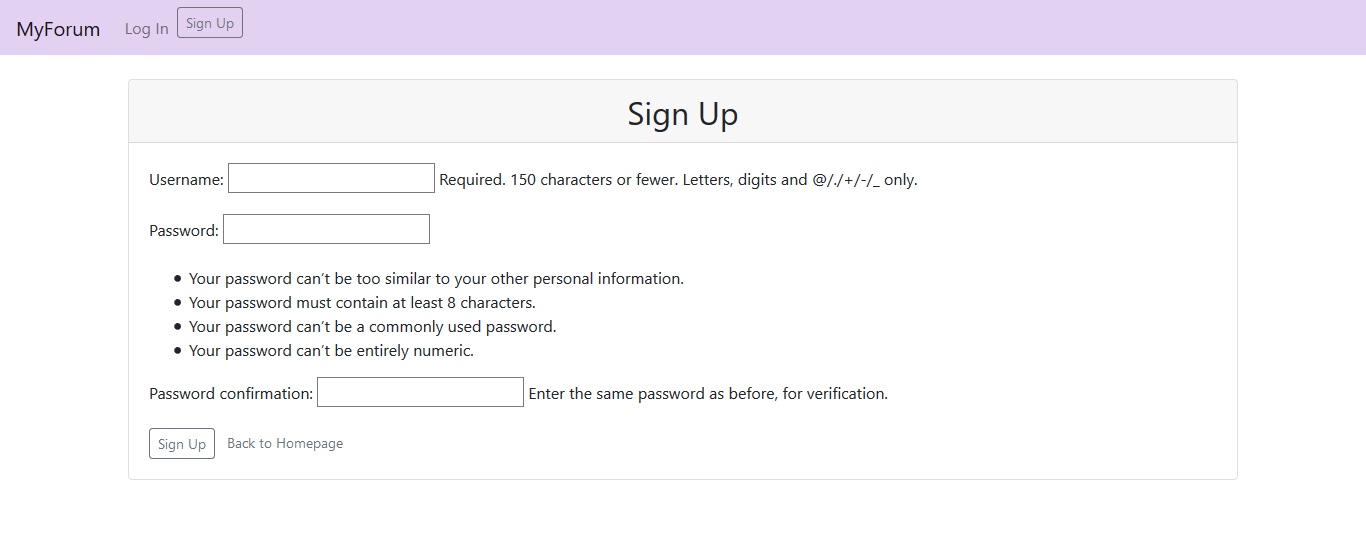 MyForum Log In Sign Up
Sign Up
Username: Required. 150 characters or fewer. Letters, digits and @/./+/-/_ only.
Password:
• Your password can’t be too similar to your other personal information.
• Your password must contain at least 8 characters.
• Your password can’t be a commonly used password.
• Your password can’t be entirely numeric.
Password confirmation: Enter the same password as before, for verification.
Sign Up Back to Homepage